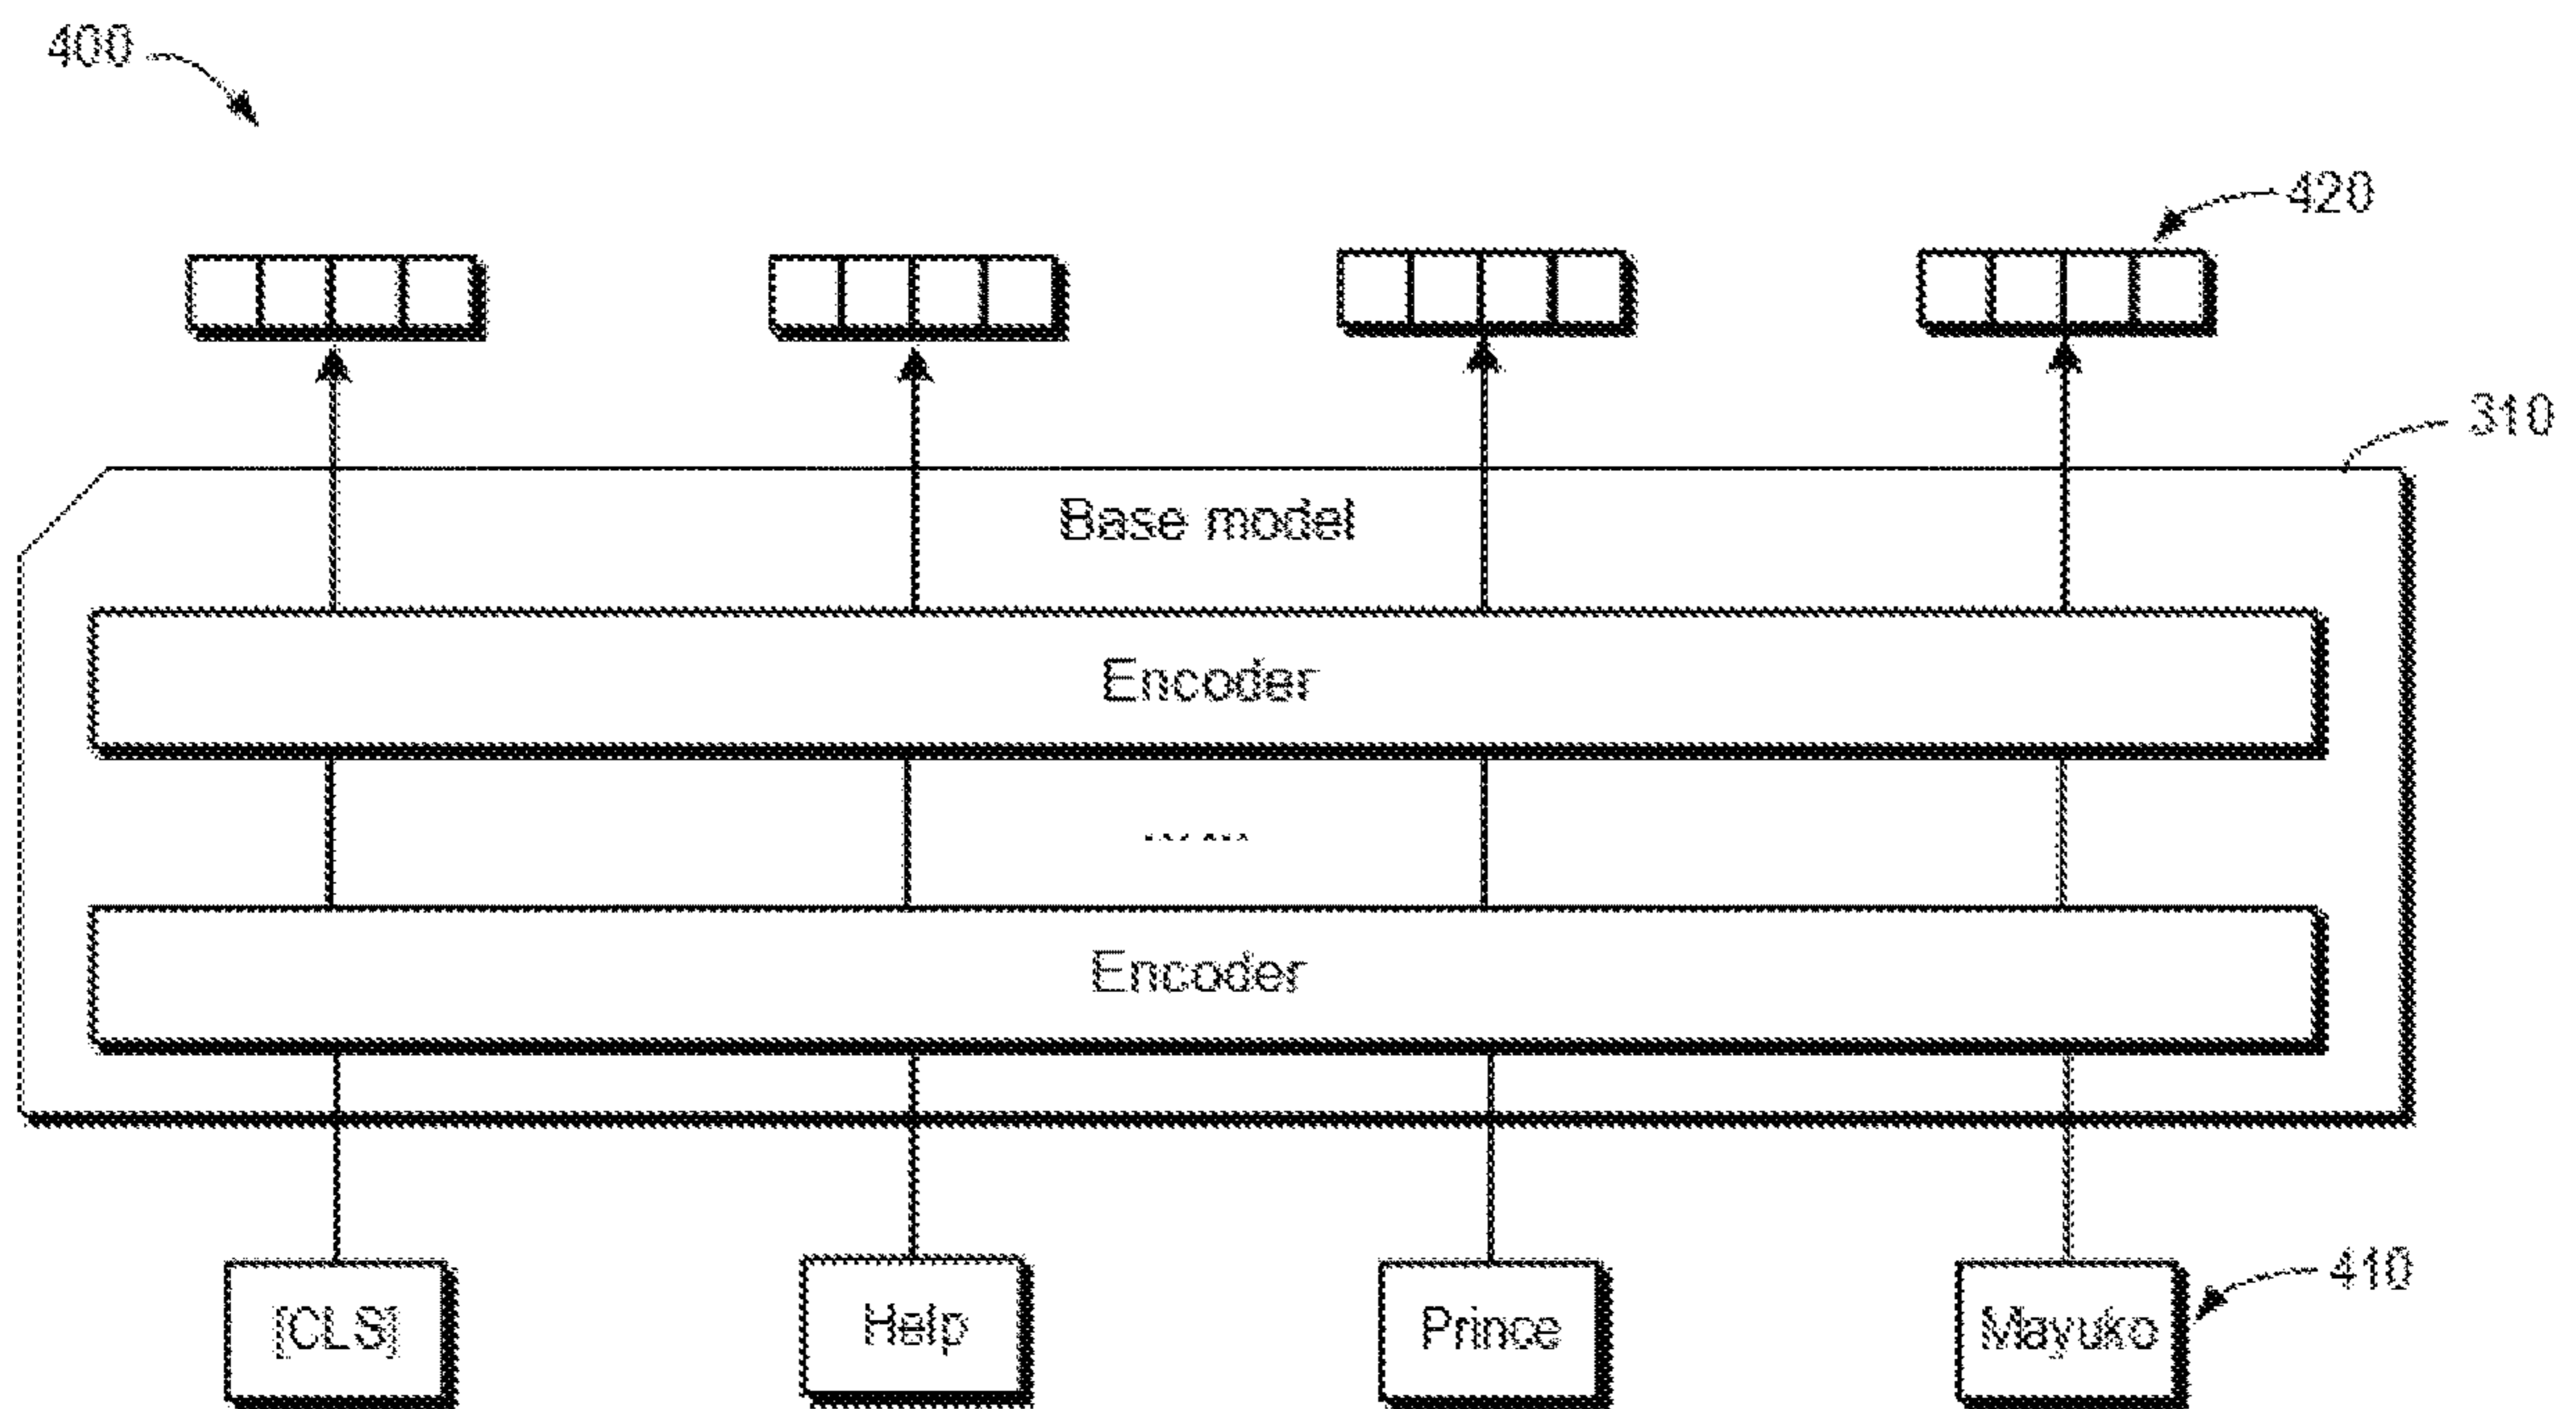 400
420
310
Base model
Encoder
... ...
Encoder
[CLS]
Help
Prince
Mayuko
410